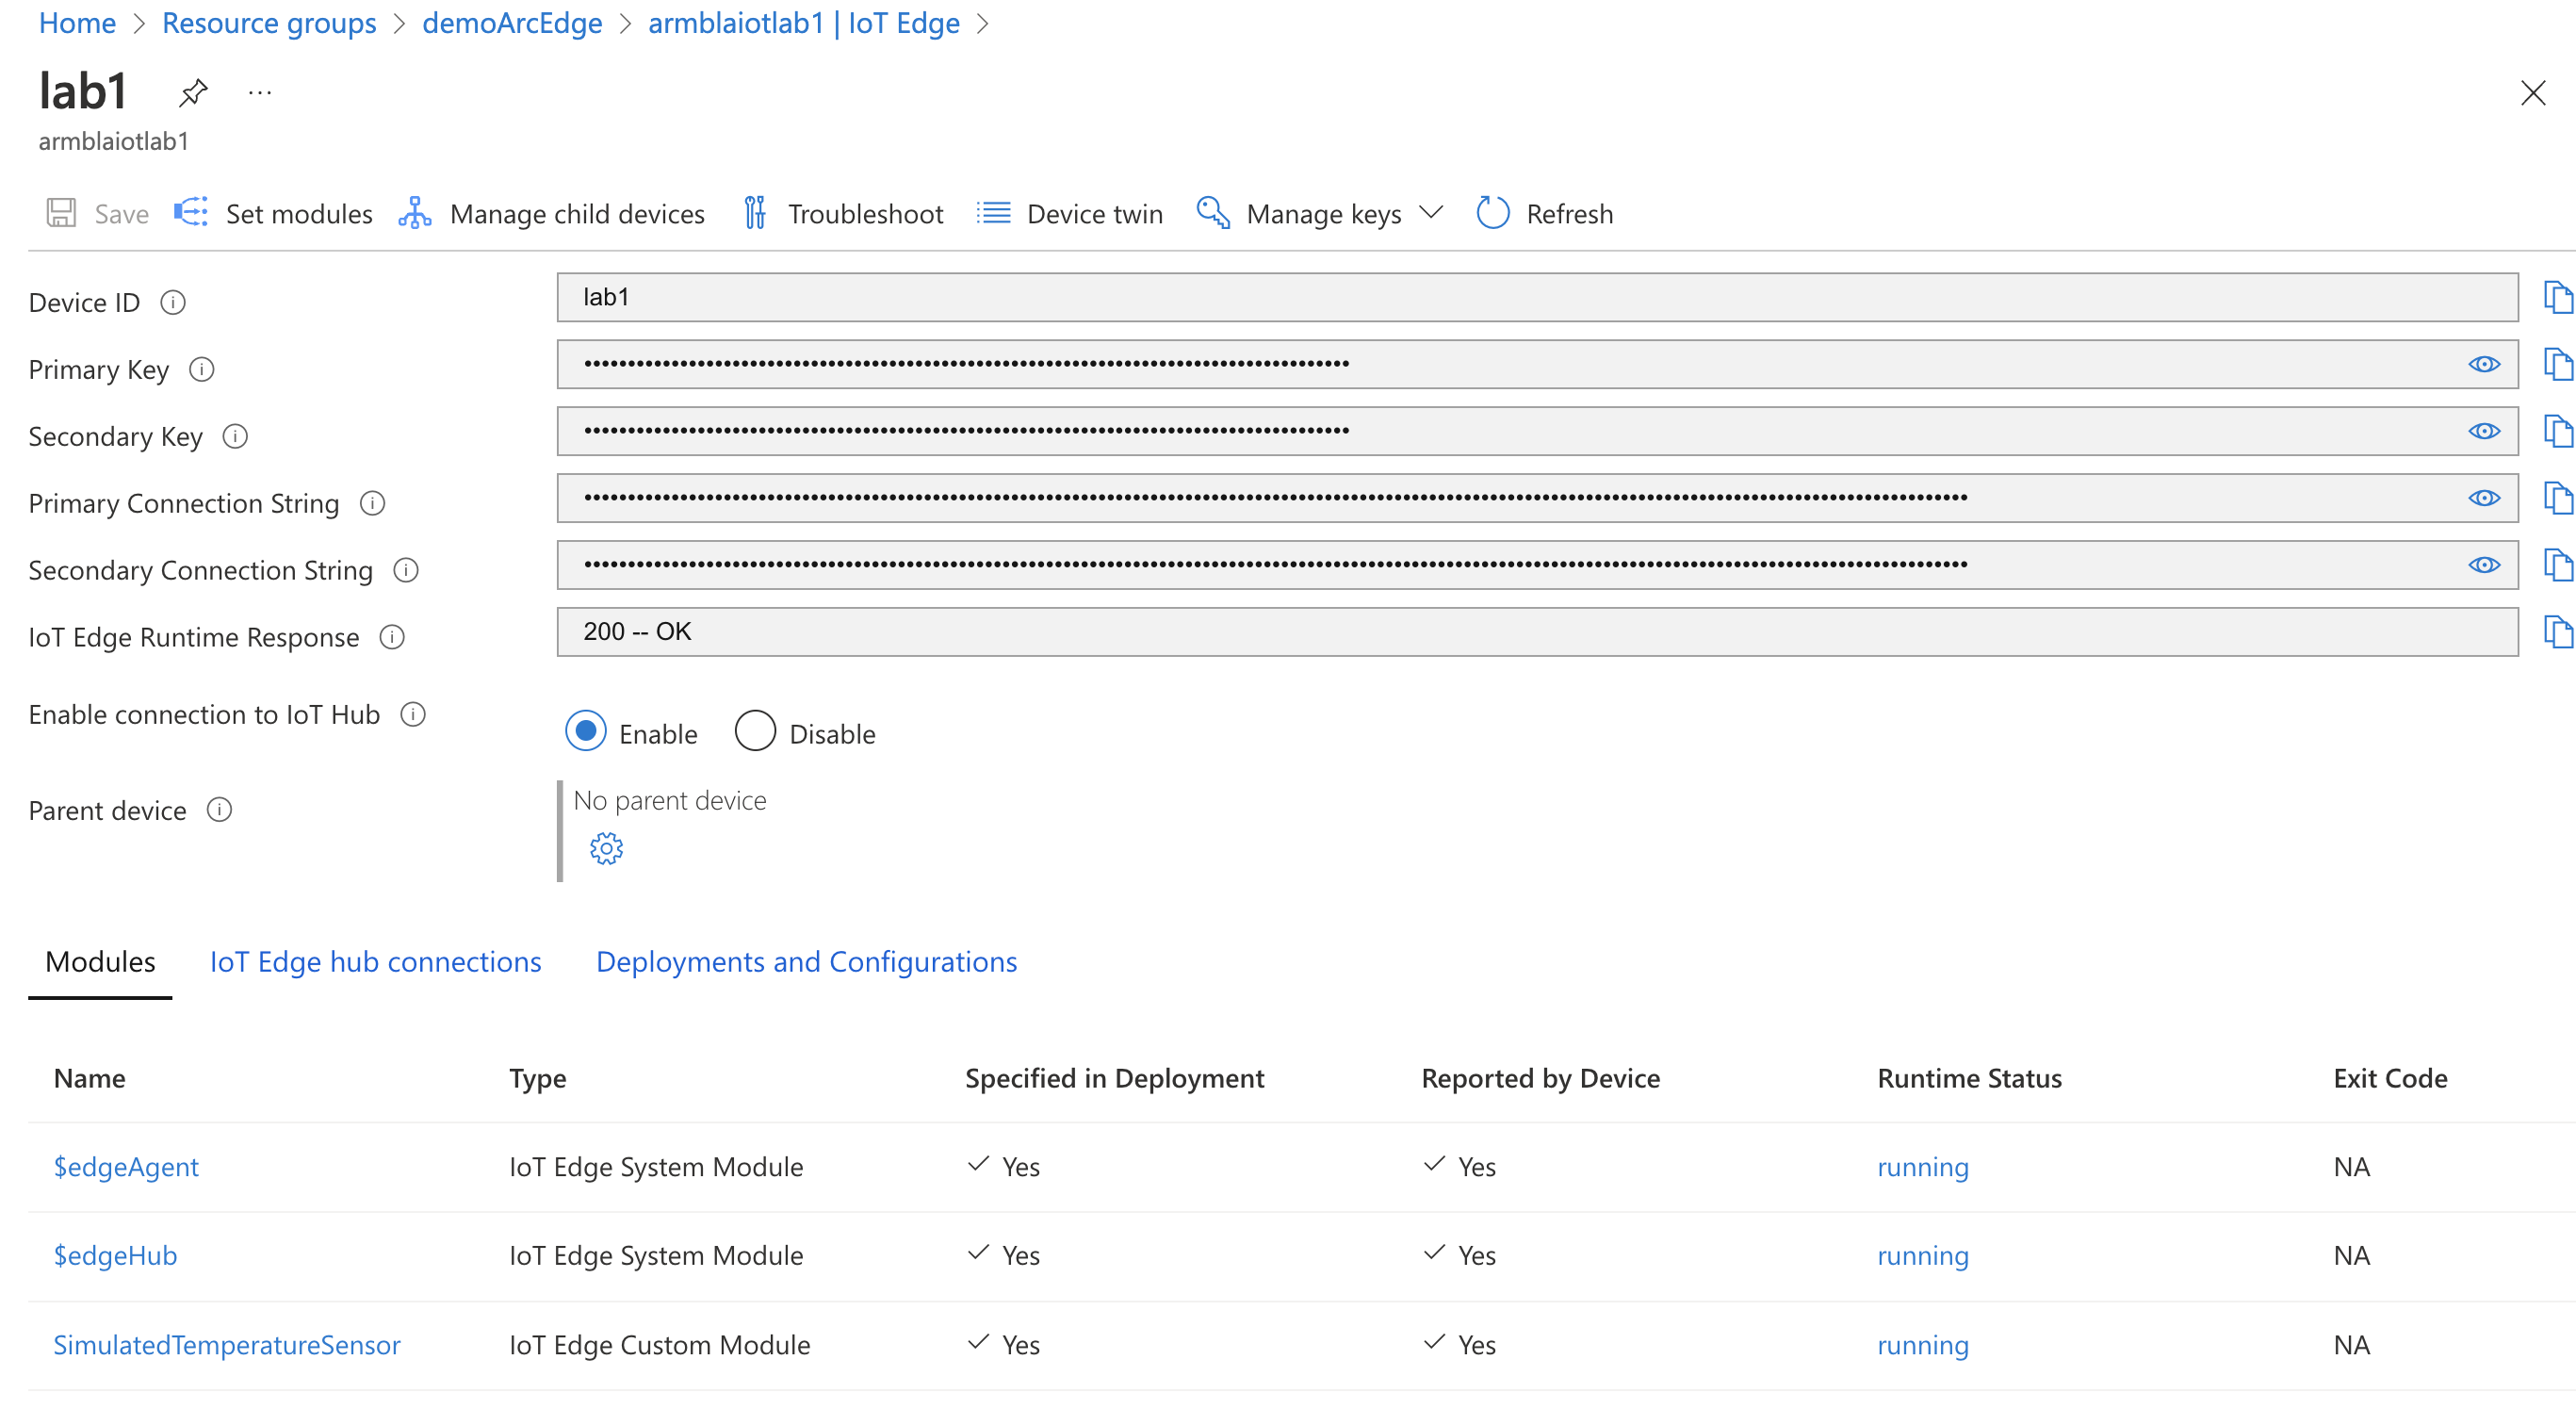 Home > Resource groups > demoArcEdge > armblaiotlab1 | IoT Edge >
lab1 ...
armblaiotlab1
Save Set modules Manage child devices Troubleshoot Device twin Manage keys Refresh
Device ID lab1
Primary Key
Secondary Key
Primary Connection String
Secondary Connection String
IoT Edge Runtime Response 200 -- OK
Enable connection to IoT Hub Enable Disable
Parent device No parent device
Modules IoT Edge hub connections Deployments and Configurations
Name Type Specified in Deployment Reported by Device Runtime Status Exit Code
$edgeAgent IoT Edge System Module Yes Yes running NA
$edgeHub IoT Edge System Module Yes Yes running NA
SimulatedTemperatureSensor IoT Edge Custom Module Yes Yes running NA